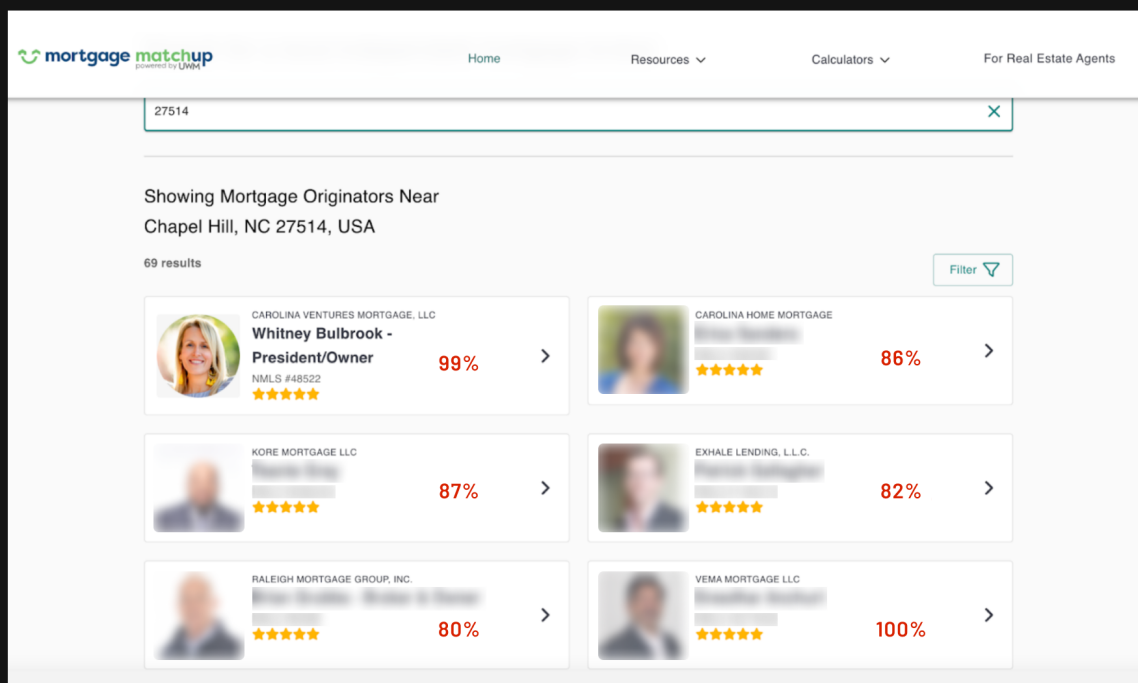 mortgage matchup
powered by UWM
Home
Resources
Calculators
For Real Estate Agents
27514
Showing Mortgage Originators Near
Chapel Hill, NC 27514, USA
69 results
Filter
CAROLINA VENTURES MORTGAGE, LLC
Whitney Bulbrook -
President/Owner
99%
NMLS #48522
CAROLINA HOME MORTGAGE
86%
KORE MORTGAGE LLC
87%
EXHALE LENDING, L.L.C.
82%
RALEIGH MORTGAGE GROUP, INC.
80%
VEMA MORTGAGE LLC
100%